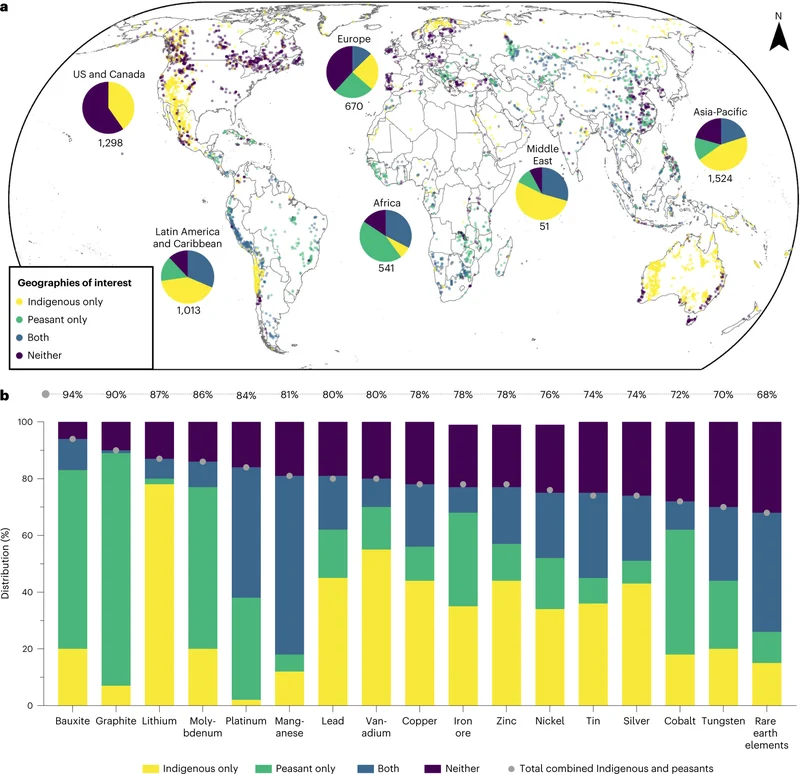 a
N
Europe
670
US and Canada
1,298
Asia-Pacific
1,524
Middle
East
51
Africa
541
Latin America
and Caribbean
1,013
Geographies of interest
Indigenous only
Peasant only
Both
Neither
b
94% 90% 87% 86% 84% 81% 80% 80% 78% 78% 78% 76% 74% 74% 72% 70% 68%
100
80
60
40
20
0
Distribution (%)
Bauxite
Graphite
Lithium
Moly-
bdenum
Platinum
Mang-
anese
Lead
Van-
adium
Copper
Iron
ore
Zinc
Nickel
Tin
Silver
Cobalt
Tungsten
Rare
earth
elements
Indigenous only
Peasant only
Both
Neither
Total combined Indigenous and peasants